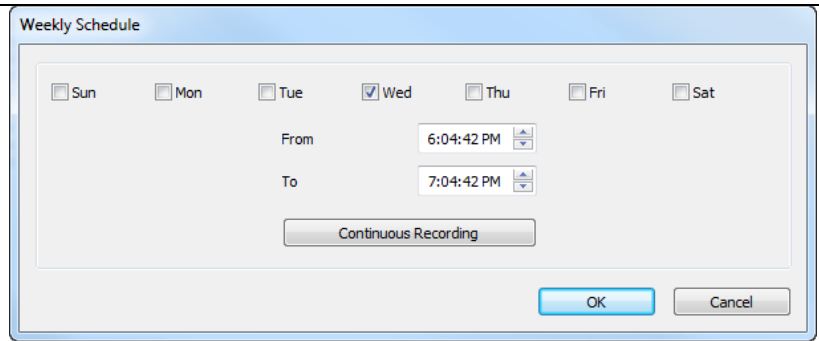 Weekly Schedule
Sun Mon Tue Wed Thu Fri Sat
From 6:04:42 PM
To 7:04:42 PM
Continuous Recording
OK Cancel